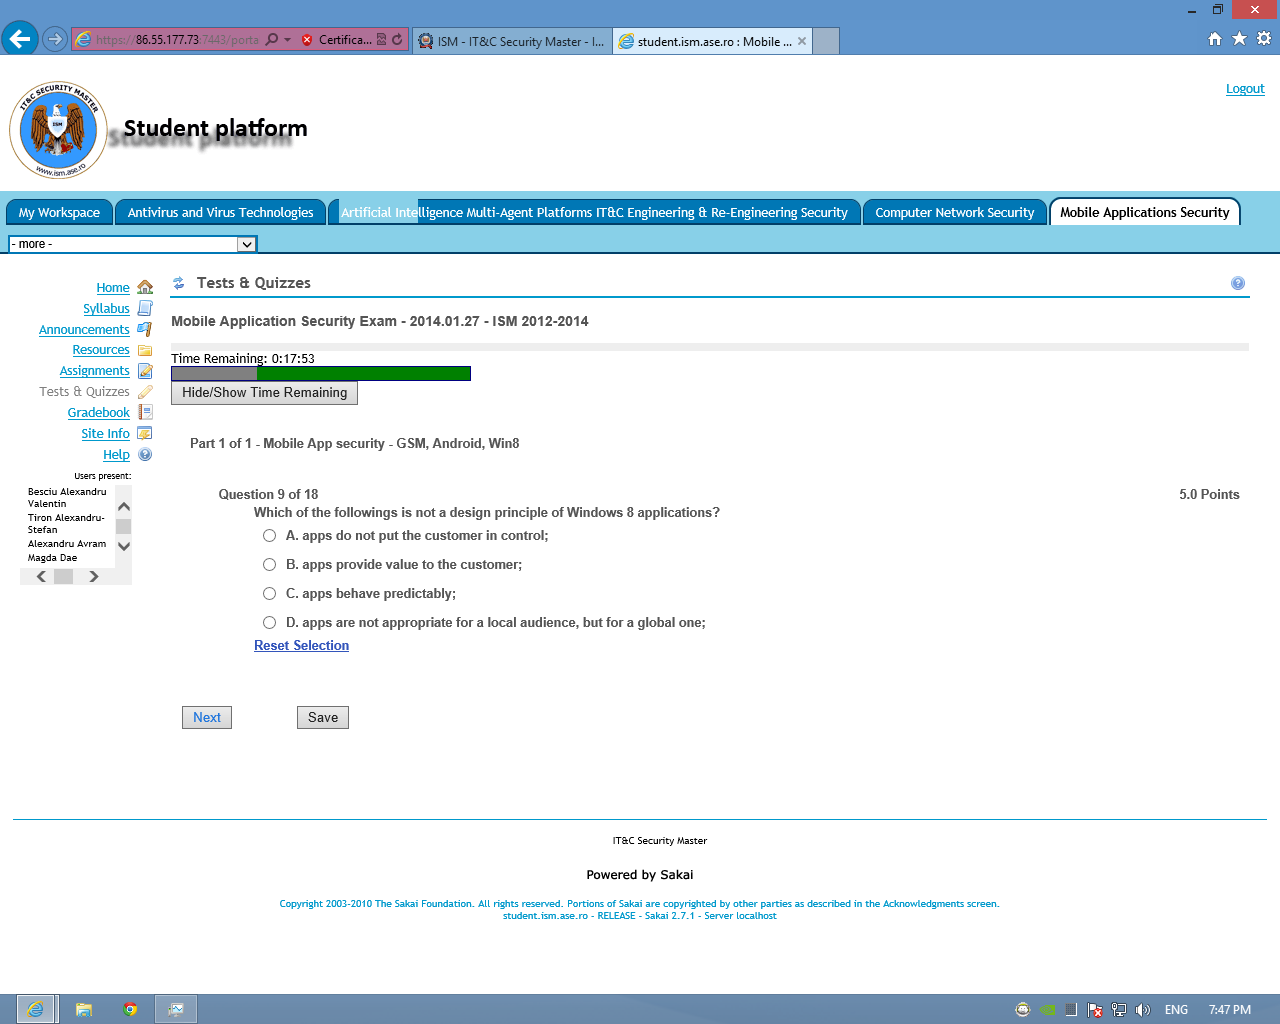 https://86.55.177.73:7443/porta
Certifica...
ISM - IT&C Security Master - I...
student.ism.ase.ro : Mobile ...
Logout
IT&C SECURITY MASTER
ISM
www.ism.ase.ro
Student platform
My Workspace
Antivirus and Virus Technologies
Artificial Intelligence Multi-Agent Platforms IT&C Engineering & Re-Engineering Security
Computer Network Security
Mobile Applications Security
- more -
Home
Syllabus
Announcements
Resources
Assignments
Tests & Quizzes
Gradebook
Site Info
Help
Users present:
Besciu Alexandru
Valentin
Tiron Alexandru-
Stefan
Alexandru Avram
Magda Dae
Tests & Quizzes
Mobile Application Security Exam - 2014.01.27 - ISM 2012-2014
Time Remaining: 0:17:53
Hide/Show Time Remaining
Part 1 of 1 - Mobile App security - GSM, Android, Win8
Question 9 of 18
5.0 Points
Which of the followings is not a design principle of Windows 8 applications?
A. apps do not put the customer in control;
B. apps provide value to the customer;
C. apps behave predictably;
D. apps are not appropriate for a local audience, but for a global one;
Reset Selection
Next
Save
IT&C Security Master
Powered by Sakai
Copyright 2003-2010 The Sakai Foundation. All rights reserved. Portions of Sakai are copyrighted by other parties as described in the Acknowledgments screen.
student.ism.ase.ro - RELEASE - Sakai 2.7.1 - Server localhost
ENG
7:47 PM